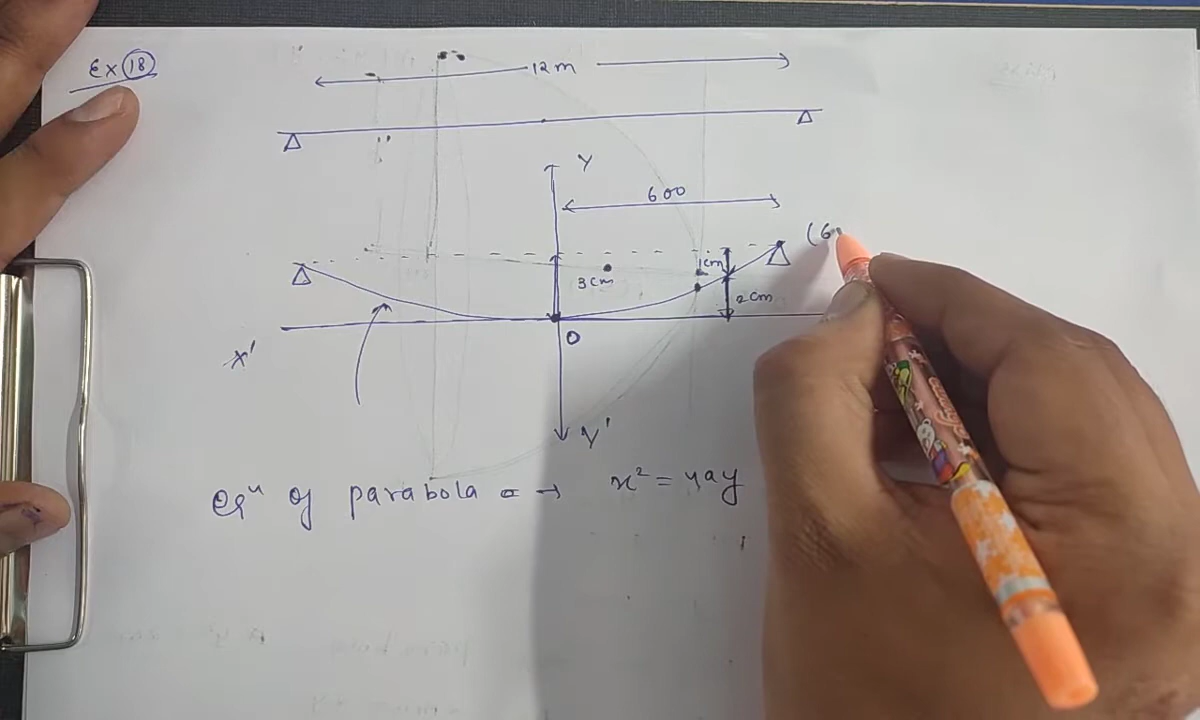 Ex 18
12m
Y
600
(6
1cm
3cm
2cm
O
X'
Y'
Eqⁿ of parabola → x² = 4ay